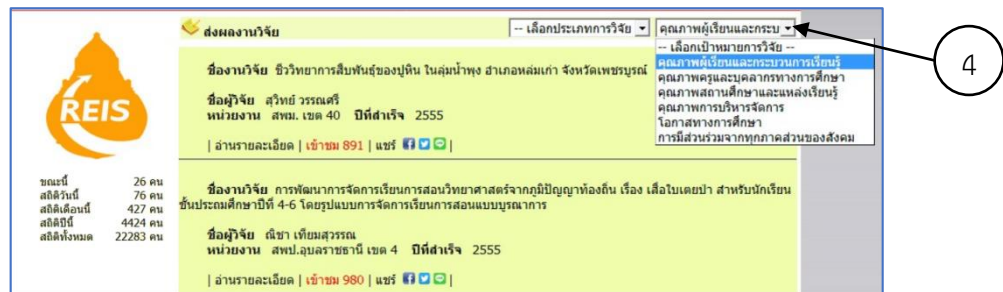 ส่งผลงานวิจัย
-- เลือกประเภทการวิจัย
คุณภาพผู้เรียนและกระบ
-- เลือกเป้าหมายการวิจัย --
คุณภาพผู้เรียนและกระบวนการเรียนรู้
คุณภาพครูและบุคลากรทางการศึกษา
คุณภาพสถานศึกษาและแหล่งเรียนรู้
คุณภาพการบริหารจัดการ
โอกาสทางการศึกษา
การมีส่วนร่วมจากทุกภาคส่วนของสังคม
4
REIS
ชื่องานวิจัย ชีววิทยาการสืบพันธุ์ของปูหิน ในลุ่มน้ำพุง อำเภอหล่มเก่า จังหวัดเพชรบูรณ์
ชื่อผู้วิจัย สุวิทย์ วรรณศรี
หน่วยงาน สพม. เขต 40 ปีที่สำเร็จ 2555
| อ่านรายละเอียด | เข้าชม 891 | แชร์ |
ขณะนี้ 26 คน
สถิติวันนี้ 76 คน
สถิติเดือนนี้ 427 คน
สถิติปีนี้ 4424 คน
สถิติทั้งหมด 22283 คน
ชื่องานวิจัย การพัฒนาการจัดการเรียนการสอนวิทยาศาสตร์จากภูมิปัญญาท้องถิ่น เรื่อง เสื่อใบเตยป่า สำหรับนักเรียน
ชั้นประถมศึกษาปีที่ 4-6 โดยรูปแบบการจัดการเรียนการสอนแบบบูรณาการ
ชื่อผู้วิจัย ณิชา เทียมสุวรรณ
หน่วยงาน สพป.อุบลราชธานี เขต 4 ปีที่สำเร็จ 2555
| อ่านรายละเอียด | เข้าชม 980 | แชร์ |